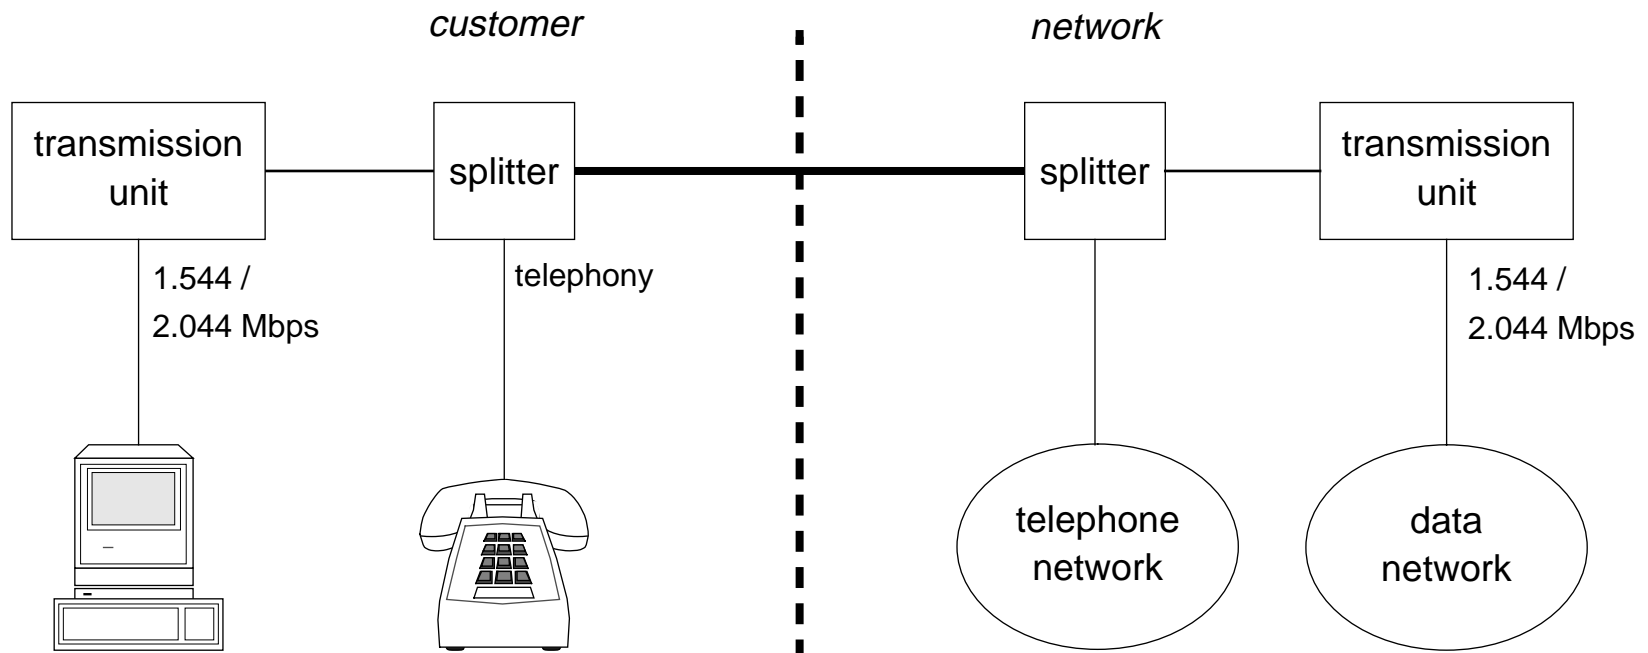 customer
network
transmission
unit
splitter
splitter
transmission
unit
1.544 /
2.044 Mbps
telephony
1.544 /
2.044 Mbps
telephone
network
data
network